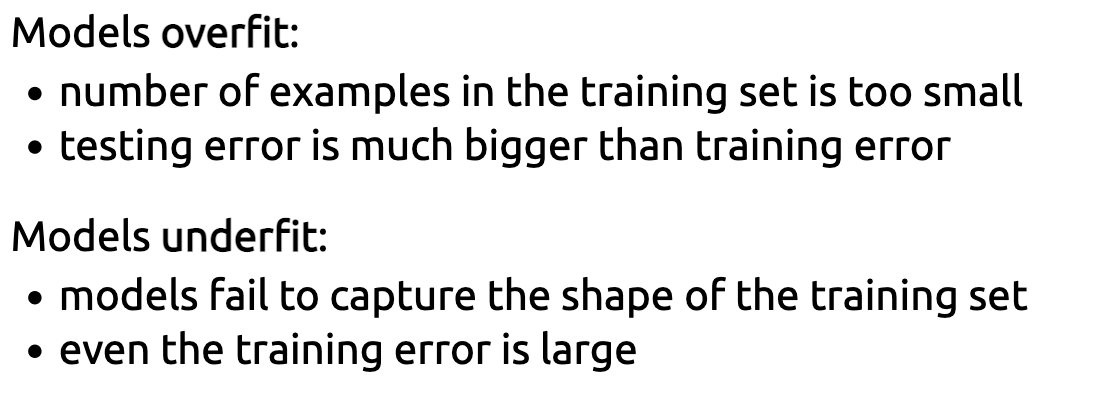 Models overfit:
• number of examples in the training set is too small
• testing error is much bigger than training error
Models underfit:
• models fail to capture the shape of the training set
• even the training error is large